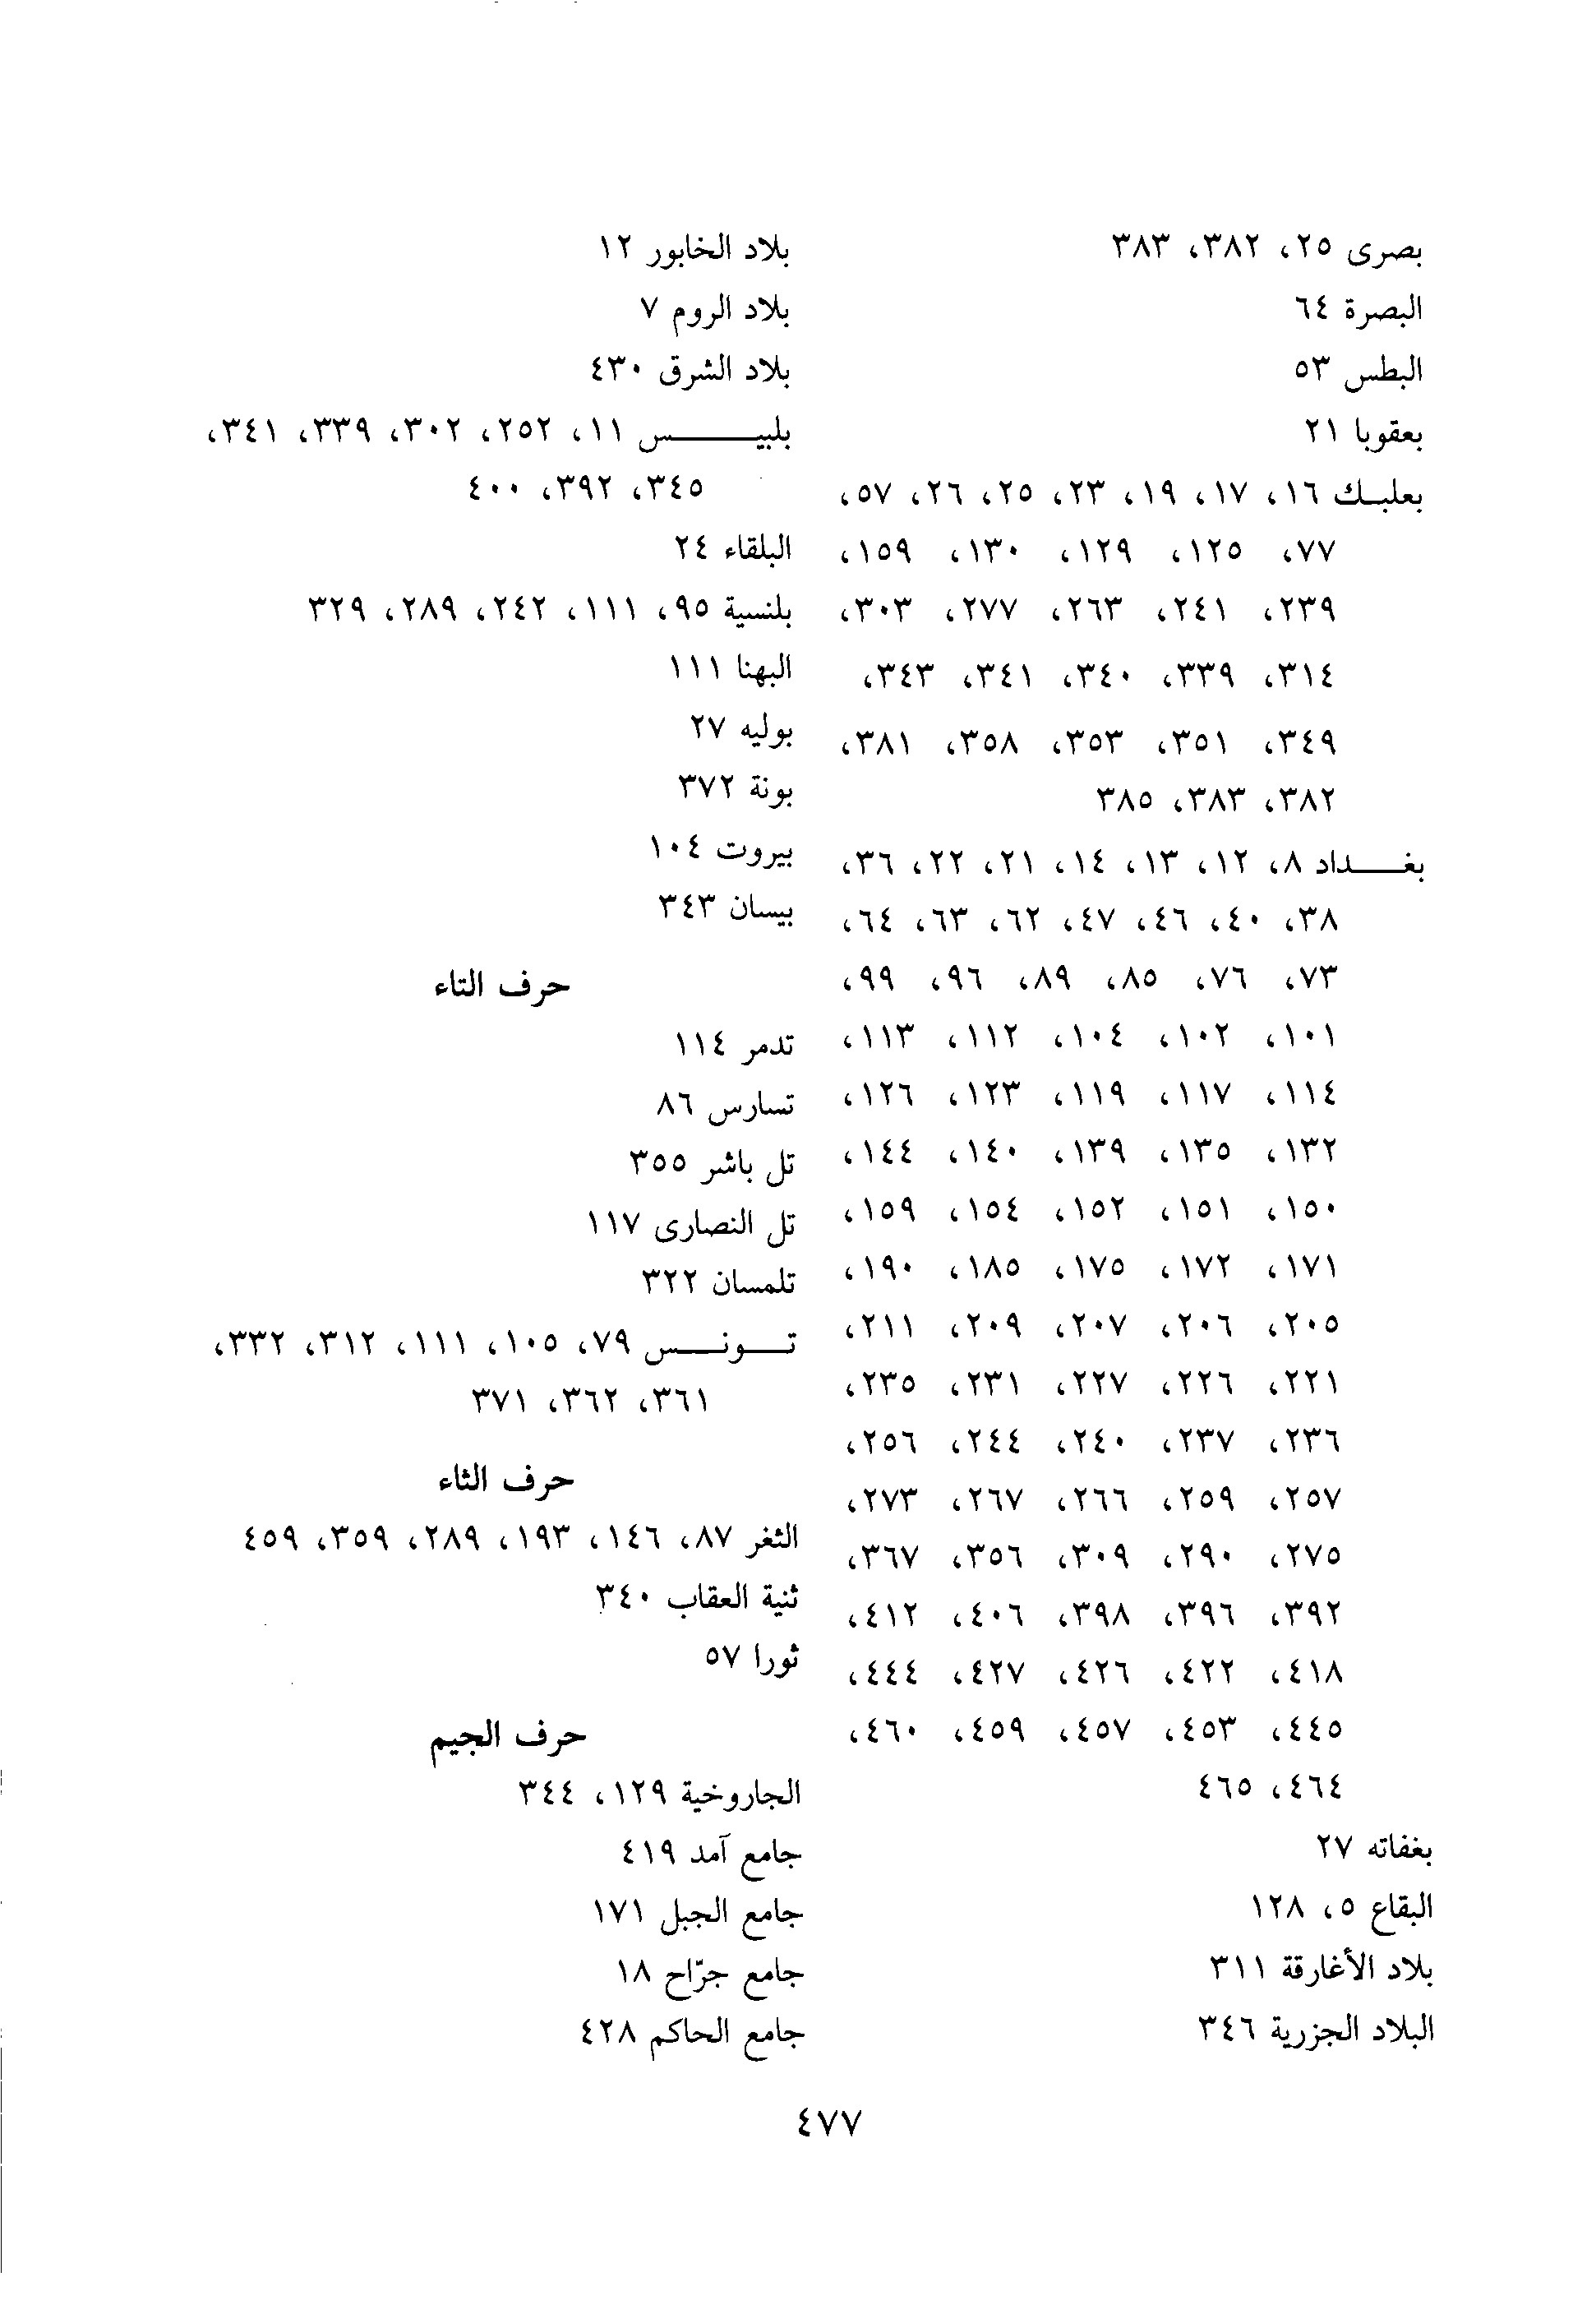 بصرى ٢٥، ٣٨٢، ٣٨٣
البصرة ٦٤
البطس ٥٣
بعقوبا ٢١
بعلبك ١٦، ١٧، ١٩، ٢٣، ٢٥، ٢٦، ٥٧،
٧٧، ١٢٥، ١٢٩، ١٣٠، ١٥٩،
٢٣٩، ٢٤١، ٢٦٣، ٢٧٧، ٣٠٣،
٣١٤، ٣٣٩، ٣٤٠، ٣٤١، ٣٤٣،
٣٤٩، ٣٥١، ٣٥٣، ٣٥٨، ٣٨١،
٣٨٢، ٣٨٣، ٣٨٥
بغداد ٨، ١٢، ١٣، ١٤، ٢١، ٢٢، ٣٦،
٣٨، ٤٠، ٤٦، ٤٧، ٦٢، ٦٣، ٦٤،
٧٣، ٧٦، ٨٥، ٨٩، ٩٦، ٩٩،
١٠١، ١٠٢، ١٠٤، ١١٢، ١١٣،
١١٤، ١١٧، ١١٩، ١٢٣، ١٢٦،
١٣٢، ١٣٥، ١٣٩، ١٤٠، ١٤٤،
١٥٠، ١٥١، ١٥٢، ١٥٤، ١٥٩،
١٧١، ١٧٢، ١٧٥، ١٨٥، ١٩٠،
٢٠٥، ٢٠٦، ٢٠٧، ٢٠٩، ٢١١،
٢٢١، ٢٢٦، ٢٢٧، ٢٣١، ٢٣٥،
٢٣٦، ٢٣٧، ٢٤٠، ٢٤٤، ٢٥٦،
٢٥٧، ٢٥٩، ٢٦٦، ٢٦٧، ٢٧٣،
٢٧٥، ٢٩٠، ٣٠٩، ٣٥٦، ٣٦٧،
٣٩٢، ٣٩٦، ٣٩٨، ٤٠٦، ٤١٢،
٤١٨، ٤٢٢، ٤٢٦، ٤٢٧، ٤٤٤،
٤٤٥، ٤٥٣، ٤٥٧، ٤٥٩، ٤٦٠،
٤٦٤، ٤٦٥
بغفاته ٢٧
البقاع ٥، ١٢٨
بلاد الأغارقة ٣١١
البلاد الجزرية ٣٤٦
بلاد الخابور ١٢
بلاد الروم ٧
بلاد الشرق ٤٣٠
بلبيس ١١، ٢٥٢، ٣٠٢، ٣٣٩، ٣٤١،
٣٤٥، ٣٩٢، ٤٠٠
البلقاء ٢٤
بلنسية ٩٥، ١١١، ٢٤٢، ٢٨٩، ٣٢٩
البهنا ١١١
بوليه ٢٧
بونة ٣٧٢
بيروت ١٠٤
بيسان ٣٤٣
حرف التاء
تدمر ١١٤
تسارس ٨٦
تل باشر ٣٥٥
تل النصارى ١١٧
تلمسان ٣٢٢
تونس ٧٩، ١٠٥، ١١١، ٣١٢، ٣٣٢،
٣٦١، ٣٦٢، ٣٧١
حرف الثاء
الثغر ٨٧، ١٤٦، ١٩٣، ٢٨٩، ٣٥٩، ٤٥٩
ثنية العقاب ٣٤٠
ثورا ٥٧
حرف الجيم
الجاروخية ١٢٩، ٣٤٤
جامع آمد ٤١٩
جامع الجبل ١٧١
جامع جرّاح ١٨
جامع الحاكم ٤٢٨
٤٧٧